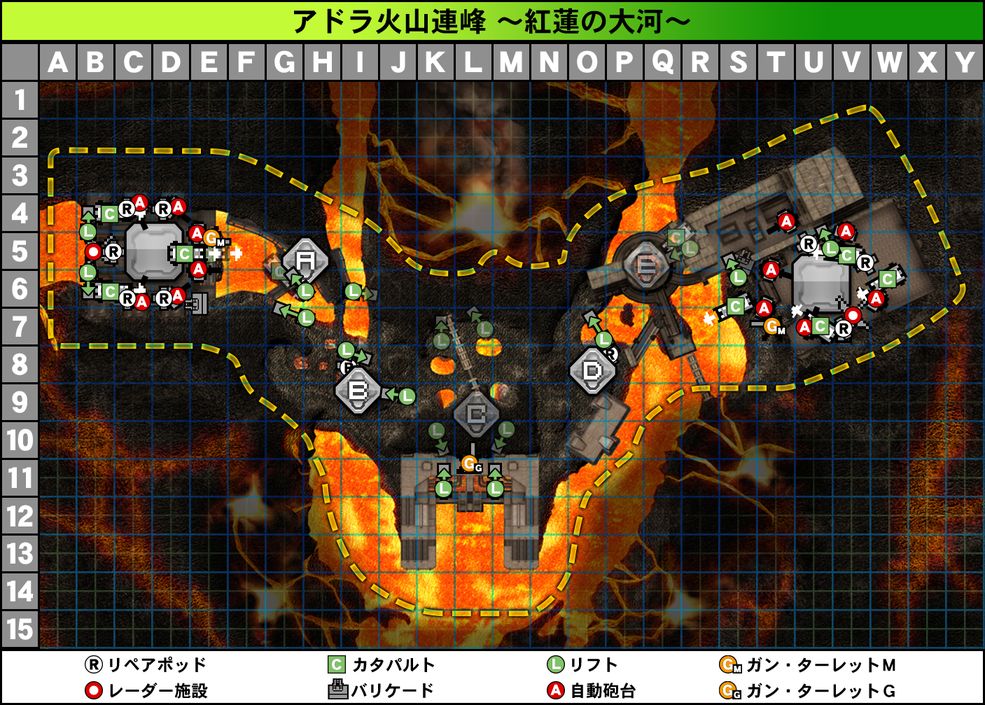 アドラ火山連峰 ～紅蓮の大河～
A B C D E F G H I J K L M N O P Q R S T U V W X Y
1
2
3
4
R A R A A C L
C L A G M L A R L A
5
R C A C L R
6
L C R A R A L L L A C A C
7
L L L L A G M A C R
8
L R D R
9
B L C
10
L L
11
G G L L
12
13
14
15
R リペアポッド C カタパルト L リフト G M ガン・ターレットM
レーダー施設 バリケード A 自動砲台 G G ガン・ターレットG